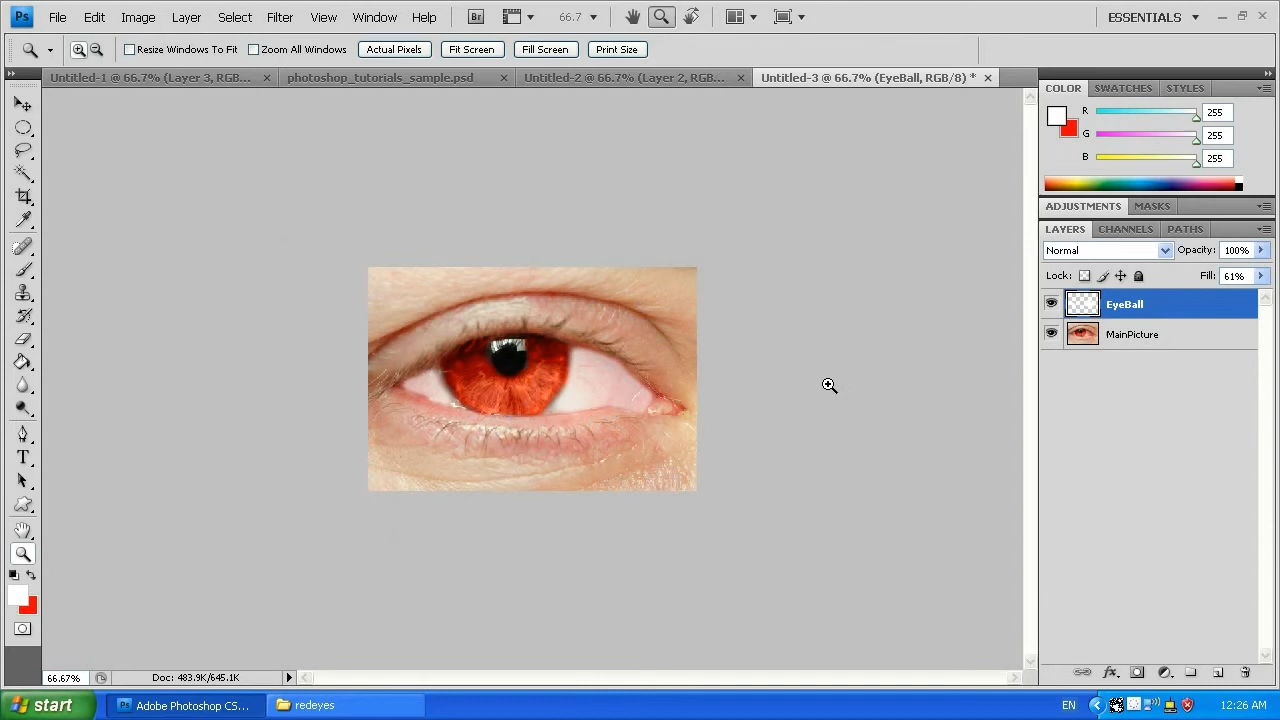 Ps File Edit Image Layer Select Filter View Window Help Br 66.7 ESSENTIALS
Resize Windows To Fit Zoom All Windows Actual Pixels Fit Screen Fill Screen Print Size
Untitled-1 @ 66.7% (Layer 3, RGB... photoshop_tutorials_sample.psd Untitled-2 @ 66.7% (Layer 2, RGB... Untitled-3 @ 66.7% (EyeBall, RGB/8) *
COLOR SWATCHES STYLES
R 255
G 255
B 255
ADJUSTMENTS MASKS
LAYERS CHANNELS PATHS
Normal Opacity: 100%
Lock: Fill: 61%
EyeBall
MainPicture
T
fx
66.67% Doc: 483.9K/645.1K
start Ps Adobe Photoshop CS... redeyes EN 12:26 AM